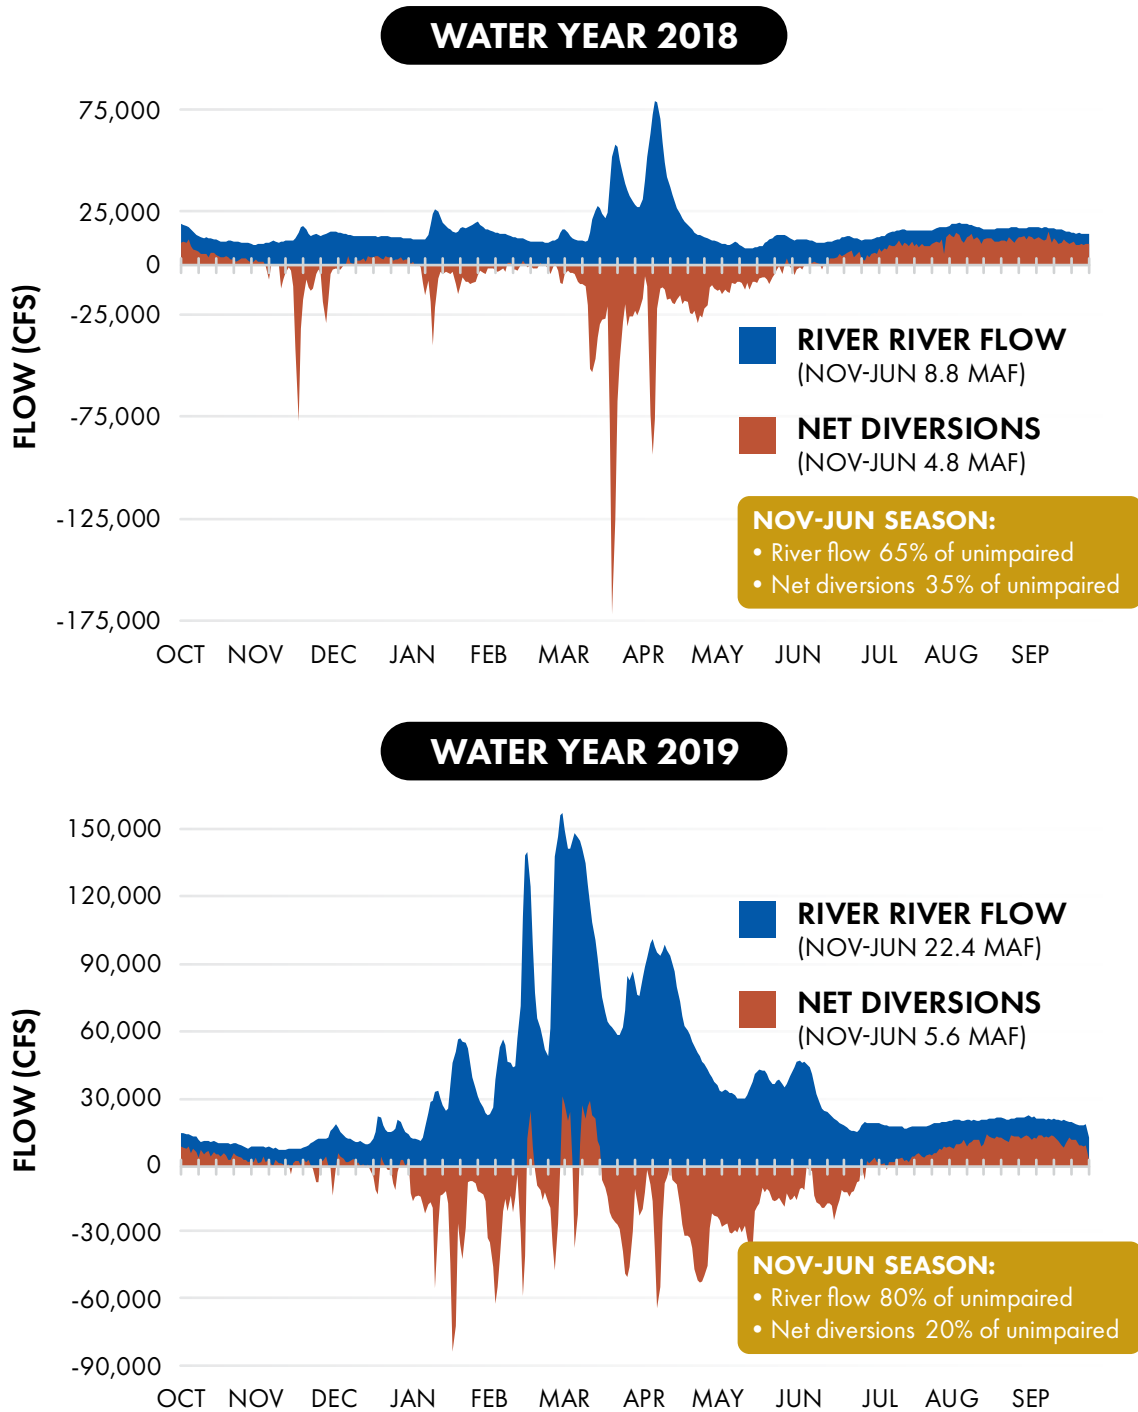 WATER YEAR 2018
75,000
25,000
0
-25,000
-75,000
-125,000
-175,000
FLOW (CFS)
RIVER RIVER FLOW
(NOV-JUN 8.8 MAF)
NET DIVERSIONS
(NOV-JUN 4.8 MAF)
NOV-JUN SEASON:
• River flow 65% of unimpaired
• Net diversions 35% of unimpaired
OCT NOV DEC JAN FEB MAR APR MAY JUN JUL AUG SEP
WATER YEAR 2019
150,000
120,000
90,000
60,000
30,000
0
-30,000
-60,000
-90,000
FLOW (CFS)
RIVER RIVER FLOW
(NOV-JUN 22.4 MAF)
NET DIVERSIONS
(NOV-JUN 5.6 MAF)
NOV-JUN SEASON:
• River flow 80% of unimpaired
• Net diversions 20% of unimpaired
OCT NOV DEC JAN FEB MAR APR MAY JUN JUL AUG SEP